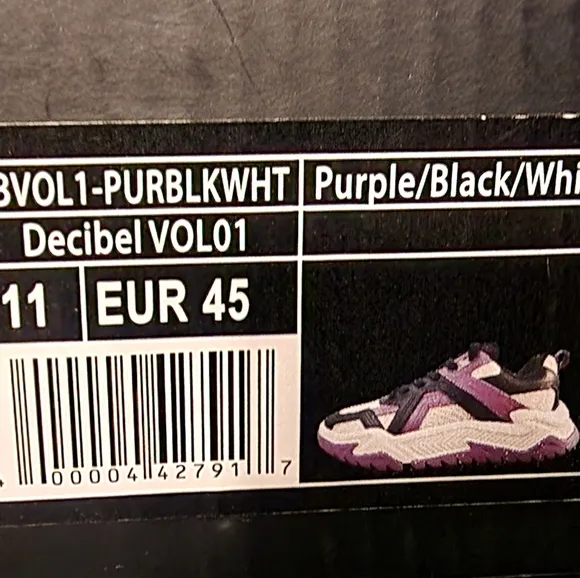 BVOL1-PURBLKWHT Purple/Black/Whi
Decibel VOL01
11 EUR 45
00004 42791 7